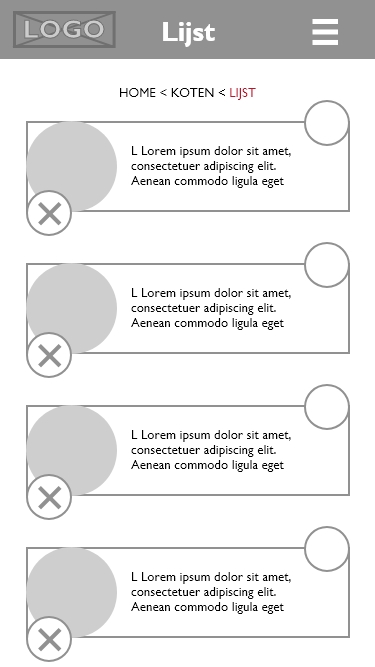 LOGO
Lijst
HOME < KOTEN < LIJST
L Lorem ipsum dolor sit amet,
consectetuer adipiscing elit.
Aenean commodo ligula eget
L Lorem ipsum dolor sit amet,
consectetuer adipiscing elit.
Aenean commodo ligula eget
L Lorem ipsum dolor sit amet,
consectetuer adipiscing elit.
Aenean commodo ligula eget
L Lorem ipsum dolor sit amet,
consectetuer adipiscing elit.
Aenean commodo ligula eget